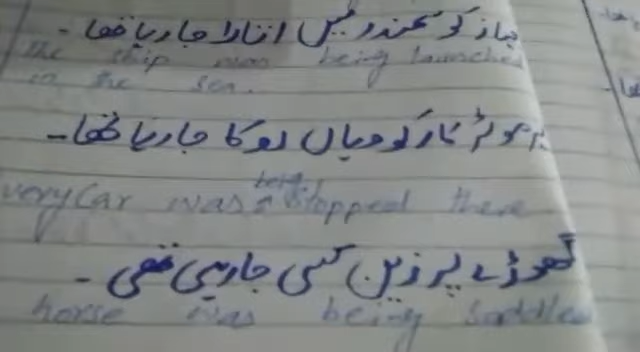 جہاز کو سمندر میں اتارا جا رہا تھا۔
the ship was being launched
in the sea.
ہر موٹر کار کو وہاں روکا جا رہا تھا۔
very Car was being stopped there
گھوڑے پر زین کسی جا رہی تھی۔
horse was being saddled